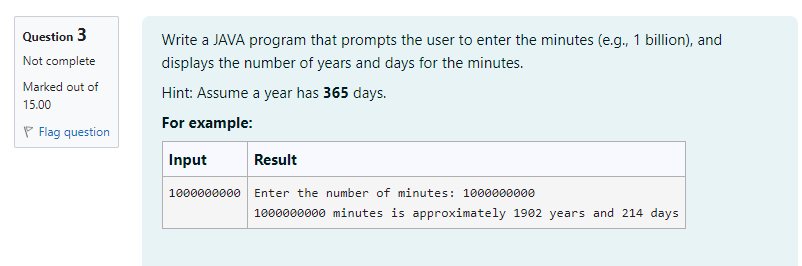 Question 3
Not complete
Marked out of
15.00
Flag question
Write a JAVA program that prompts the user to enter the minutes (e.g., 1 billion), and
displays the number of years and days for the minutes.
Hint: Assume a year has 365 days.
For example:
Input Result
1000000000 Enter the number of minutes: 1000000000
1000000000 minutes is approximately 1902 years and 214 days